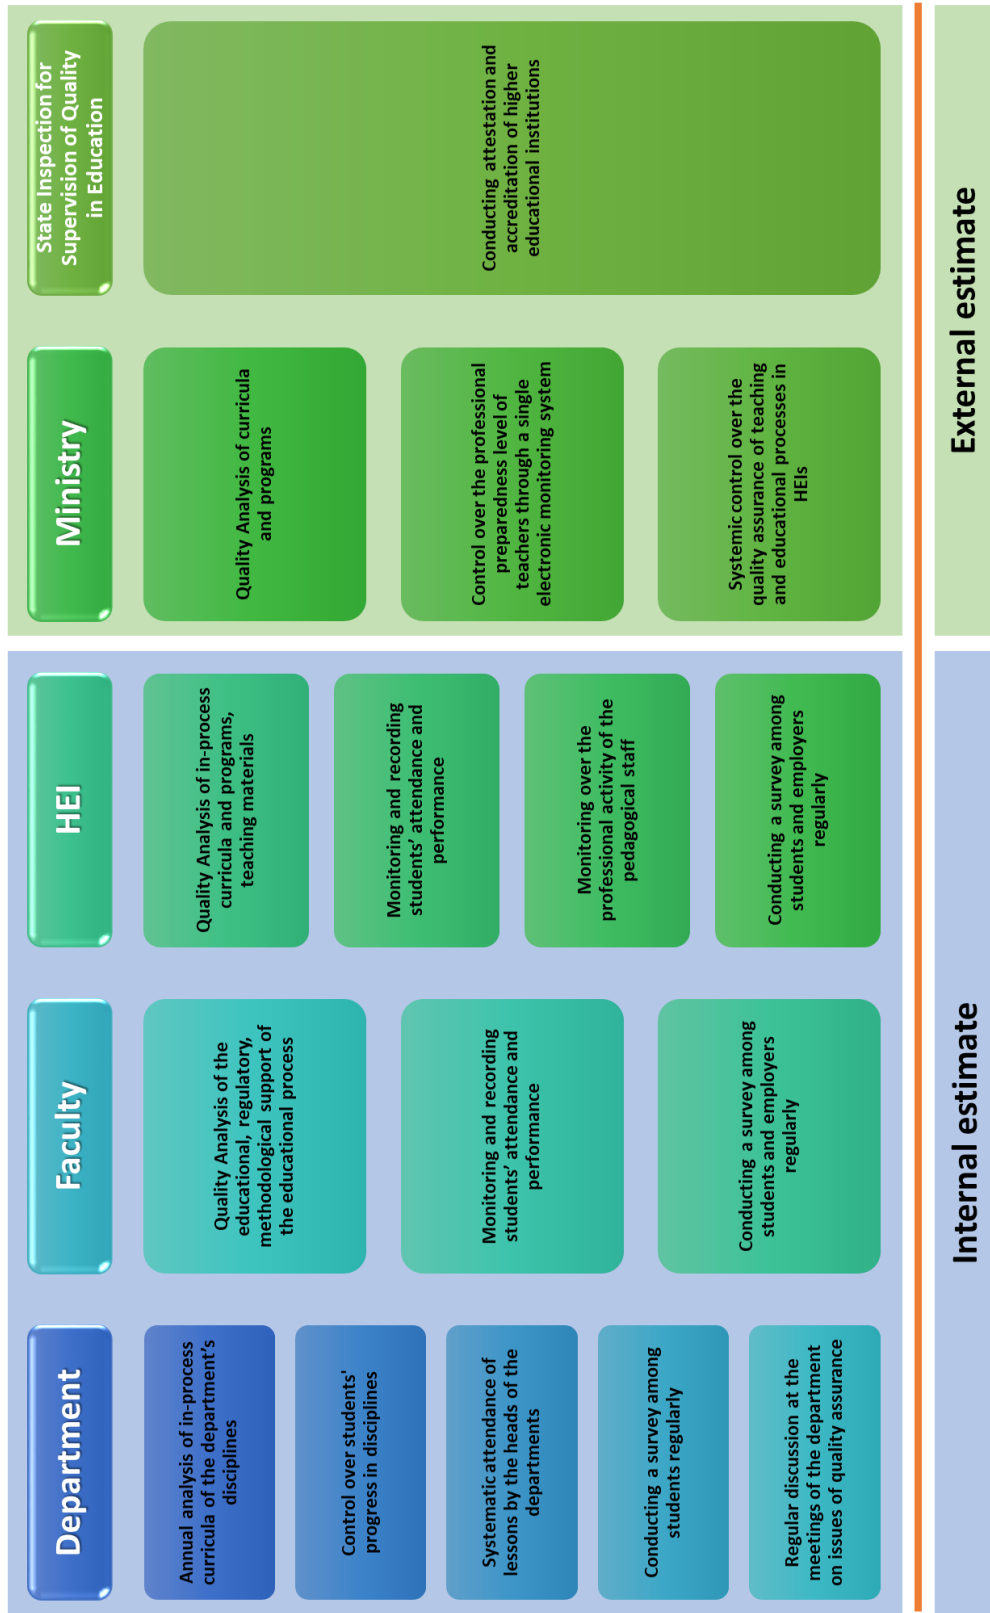 Department
Annual analysis of in-process
curricula of the department's
disciplines
Control over students'
progress in disciplines
Systematic attendance of
lessons by the heads of the
departments
Conducting a survey among
students regularly
Regular discussion at the
meetings of the department
on issues of quality assurance
Faculty
Quality Analysis of the
educational, regulatory,
methodological support of
the educational process
Monitoring and recording
students' attendance and
performance
Conducting a survey among
students and employers
regularly
HEI
Quality Analysis of in-process
curricula and programs,
teaching materials
Monitoring and recording
students' attendance and
performance
Monitoring over the
professional activity of the
pedagogical staff
Conducting a survey among
students and employers
regularly
Ministry
Quality Analysis of curricula
and programs
Control over the professional
preparedness level of
teachers through a single
electronic monitoring system
Systemic control over the
quality assurance of teaching
and educational processes in
HEIs
State Inspection for
Supervision of Quality
in Education
Conducting attestation and
accreditation of higher
educational institutions
Internal estimate
External estimate